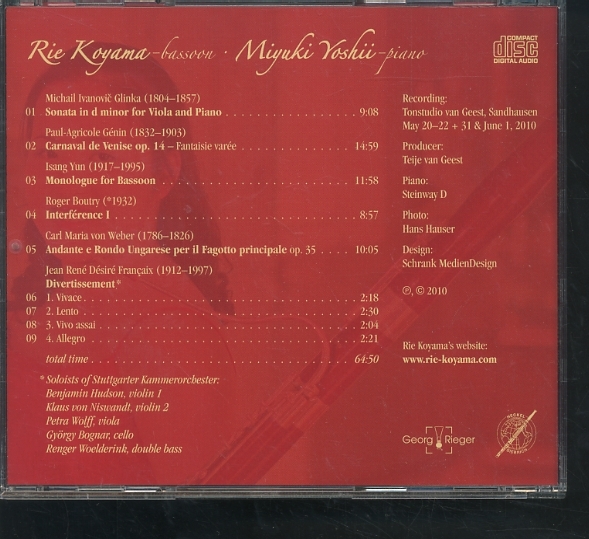 Rie Koyama – bassoon · Miyuki Yoshii – piano
COMPACT
disc
DIGITAL AUDIO
Michail Ivanovič Glinka (1804–1857)
01 Sonata in d minor for Viola and Piano 9:08
Paul-Agricole Génin (1832–1903)
02 Carnaval de Venise op. 14 – Fantaisie varée 14:59
Isang Yun (1917–1995)
03 Monologue for Bassoon 11:58
Roger Boutry (*1932)
04 Interférence I 8:57
Carl Maria von Weber (1786–1826)
05 Andante e Rondo Ungarese per il Fagotto principale op. 35 10:05
Jean René Désiré Françaix (1912–1997)
Divertissement*
06 1. Vivace 2:18
07 2. Lento 2:30
08 3. Vivo assai 2:04
09 4. Allegro 2:21
total time 64:50
* Soloists of Stuttgarter Kammerorchester:
Benjamin Hudson, violin 1
Klaus von Niswandt, violin 2
Petra Wolff, viola
György Bognar, cello
Renger Woelderink, double bass
Recording:
Tonstudio van Geest, Sandhausen
May 20–22 + 31 & June 1, 2010
Producer:
Teije van Geest
Piano:
Steinway D
Photo:
Hans Hauser
Design:
Schrank MedienDesign
℗, © 2010
Rie Koyama's website:
www.rie-koyama.com
Georg Rieger
HECKEL
BIEBRICH